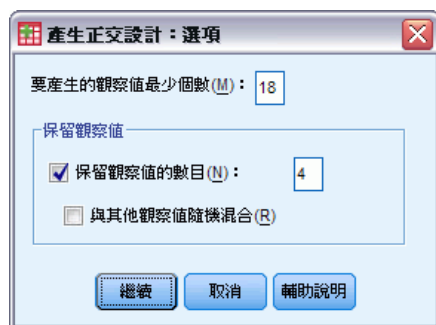 產生正交設計：選項
要產生的觀察值最少個數(M)： 18
保留觀察值
保留觀察值的數目(N)： 4
與其他觀察值隨機混合(R)
繼續 取消 輔助說明